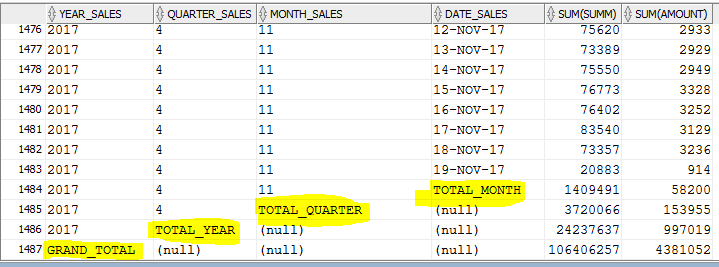 YEAR_SALES QUARTER_SALES MONTH_SALES DATE_SALES SUM(SUMM) SUM(AMOUNT)
1476 2017 4 11 12-NOV-17 75620 2933
1477 2017 4 11 13-NOV-17 73389 2929
1478 2017 4 11 14-NOV-17 75550 2949
1479 2017 4 11 15-NOV-17 76773 3328
1480 2017 4 11 16-NOV-17 76402 3252
1481 2017 4 11 17-NOV-17 83540 3129
1482 2017 4 11 18-NOV-17 73357 3236
1483 2017 4 11 19-NOV-17 20883 914
1484 2017 4 11 TOTAL_MONTH 1409491 58200
1485 2017 4 TOTAL_QUARTER (null) 3720066 153955
1486 2017 TOTAL_YEAR (null) (null) 24237637 997019
1487 GRAND_TOTAL (null) (null) (null) 106406257 4381052